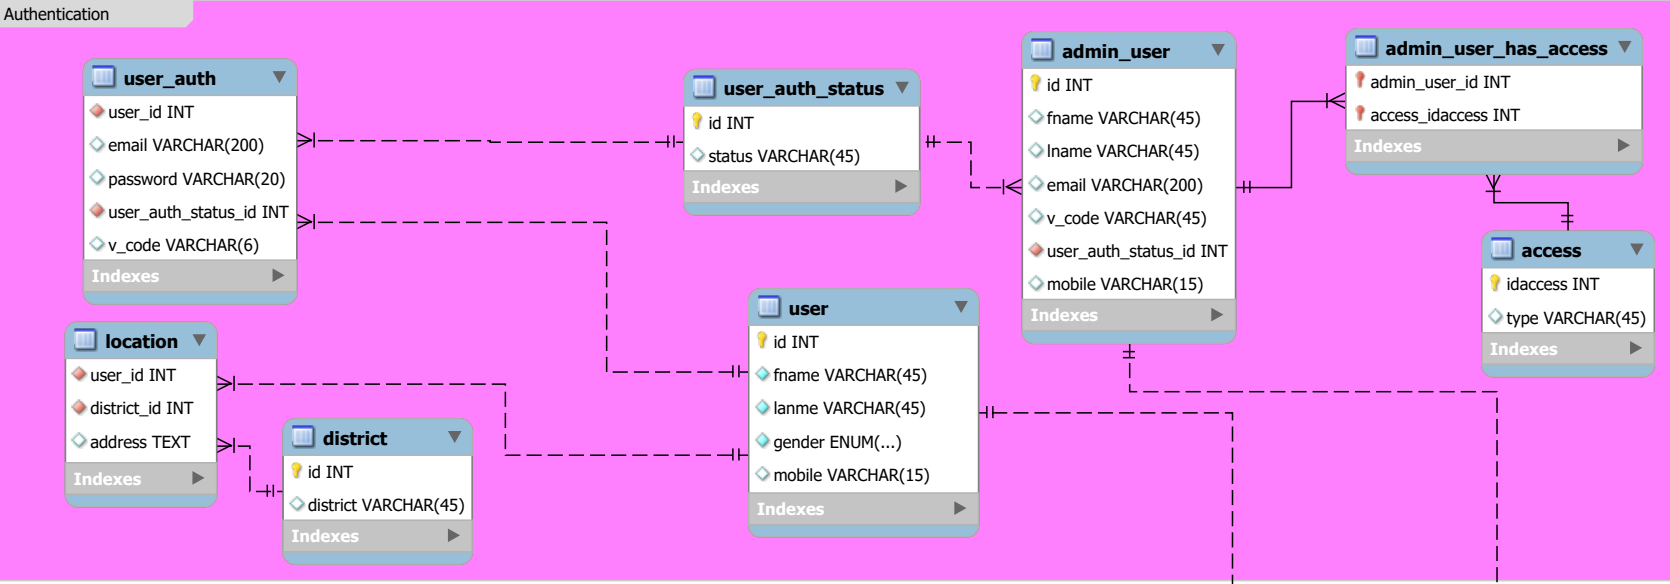 Authentication
user_auth
user_id INT
email VARCHAR(200)
password VARCHAR(20)
user_auth_status_id INT
v_code VARCHAR(6)
Indexes
user_auth_status
id INT
status VARCHAR(45)
Indexes
admin_user
id INT
fname VARCHAR(45)
lname VARCHAR(45)
email VARCHAR(200)
v_code VARCHAR(45)
user_auth_status_id INT
mobile VARCHAR(15)
Indexes
admin_user_has_access
admin_user_id INT
access_idaccess INT
Indexes
access
idaccess INT
type VARCHAR(45)
Indexes
location
user_id INT
district_id INT
address TEXT
Indexes
district
id INT
district VARCHAR(45)
Indexes
user
id INT
fname VARCHAR(45)
lanme VARCHAR(45)
gender ENUM(...)
mobile VARCHAR(15)
Indexes